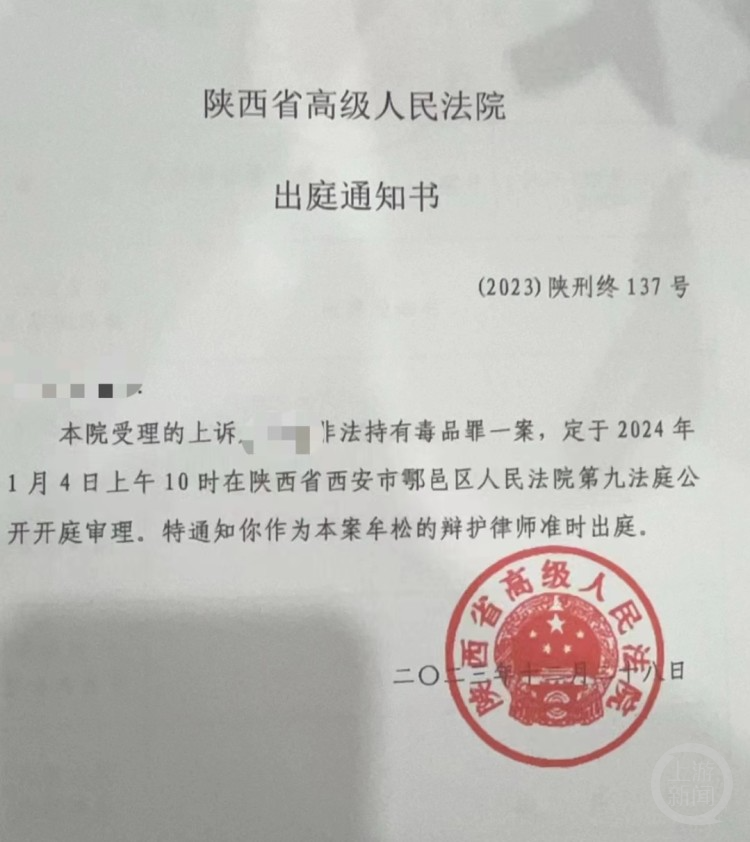 陕西省高级人民法院
出庭通知书
(2023)陕刑终 137 号
本院受理的上诉 非法持有毒品罪一案，定于 2024 年
1 月 4 日上午 10 时在陕西省西安市鄠邑区人民法院第九法庭公
开开庭审理。特通知你作为本案牟松的辩护律师准时出庭。
陕西省高级人民法院
二〇二三年十二月二十八日
上游新闻